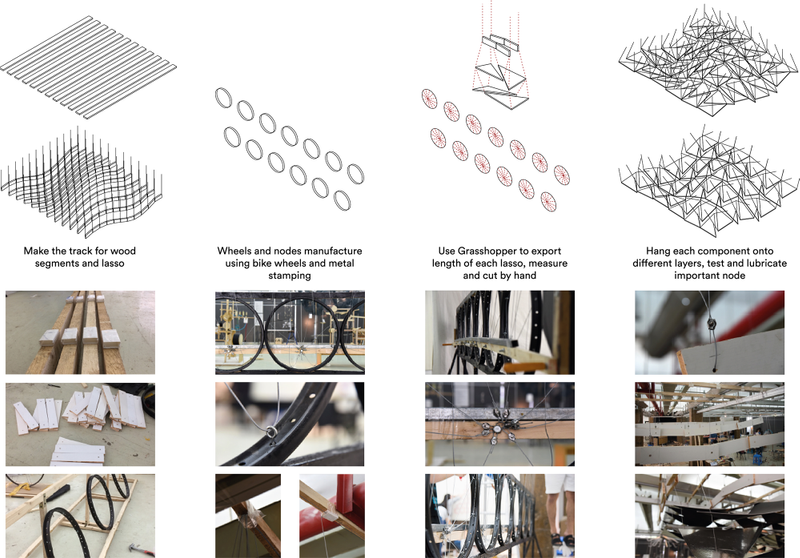 Make the track for wood
segments and lasso
Wheels and nodes manufacture
using bike wheels and metal
stamping
Use Grasshopper to export
length of each lasso, measure
and cut by hand
Hang each component onto
different layers, test and lubricate
important node